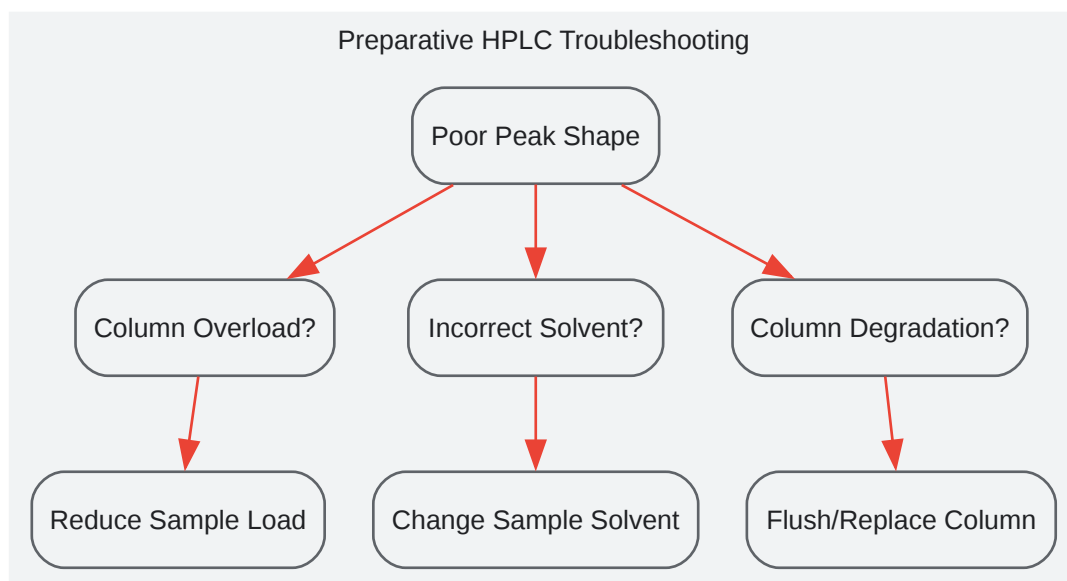 Preparative HPLC Troubleshooting
Poor Peak Shape
Column Overload?
Incorrect Solvent?
Column Degradation?
Reduce Sample Load
Change Sample Solvent
Flush/Replace Column